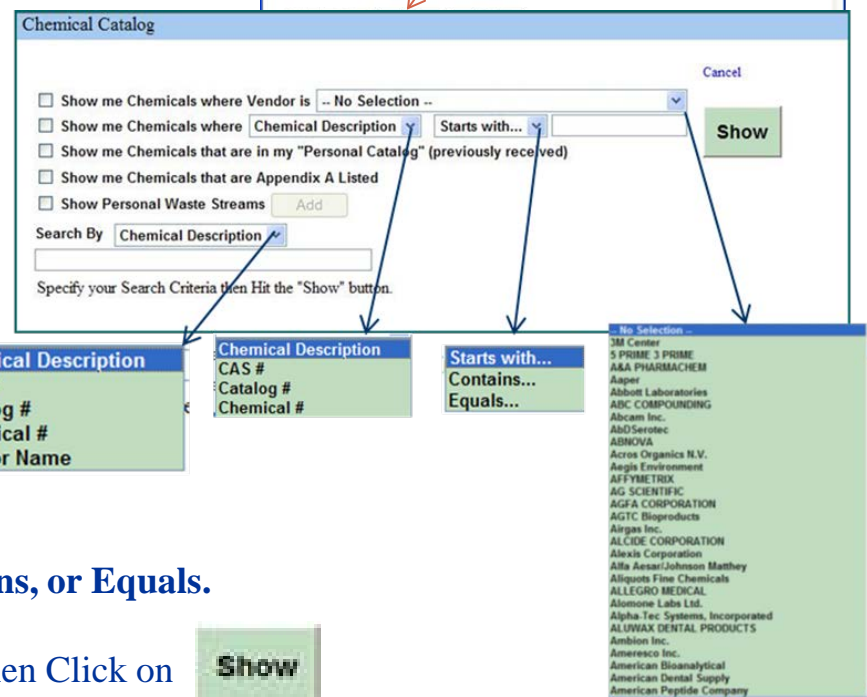 Chemical Catalog
Cancel
Show me Chemicals where Vendor is -- No Selection --
Show me Chemicals where Chemical Description Starts with...
Show
Show me Chemicals that are in my "Personal Catalog" (previously received)
Show me Chemicals that are Appendix A Listed
Show Personal Waste Streams Add
Search By Chemical Description
Specify your Search Criteria then Hit the "Show" button.
ical Description
g #
ical #
r Name
Chemical Description
CAS #
Catalog #
Chemical #
Starts with...
Contains...
Equals...
-- No Selection --
3M Center
5 PRIME 3 PRIME
A&A PHARMACHEM
Aaper
Abbott Laboratories
ABC COMPOUNDING
Abcam Inc.
AbDSerotec
ABNOVA
Acros Organics N.V.
Aegis Environment
AFFYMETRIX
AG SCIENTIFIC
AGFA CORPORATION
AGTC Bioproducts
Airgas Inc.
ALCIDE CORPORATION
Alexis Corporation
Alfa Aesar/Johnson Matthey
Aliquots Fine Chemicals
ALLEGRO MEDICAL
Alomone Labs Ltd.
Alpha-Tec Systems, Incorporated
ALUWAX DENTAL PRODUCTS
Ambion Inc.
Ameresco Inc.
American Bioanalytical
American Dental Supply
American Peptide Company
ns, or Equals.
en Click on Show